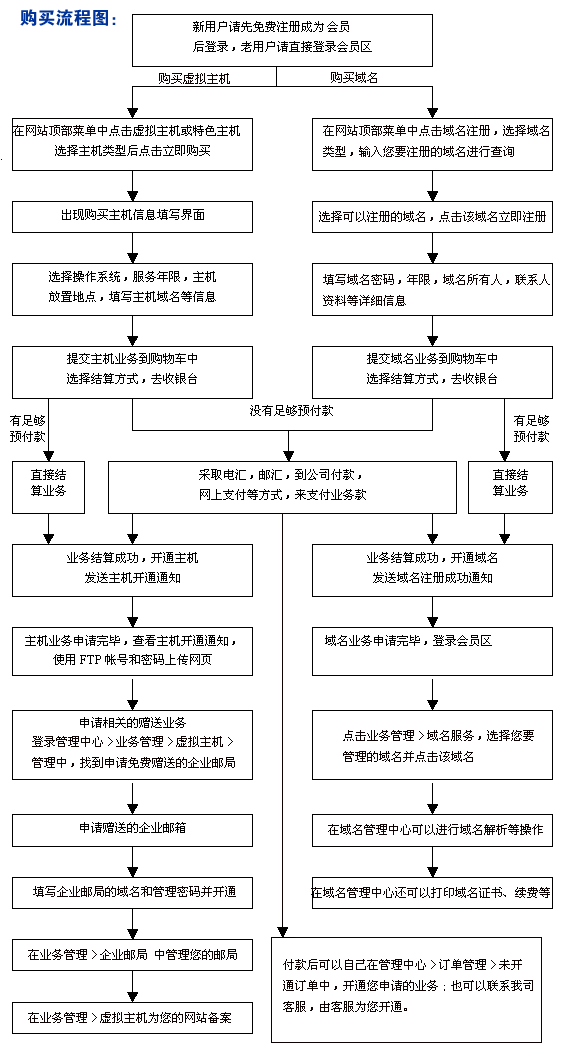 购买流程图：
新用户请先免费注册成为会员
后登录，老用户请直接登录会员区
购买虚拟主机
购买域名
在网站顶部菜单中点击虚拟主机或特色主机
选择主机类型后点击立即购买
在网站顶部菜单中点击域名注册，选择域名
类型，输入您要注册的域名进行查询
出现购买主机信息填写界面
选择可以注册的域名，点击该域名立即注册
选择操作系统，服务年限，主机
放置地点，填写主机域名等信息
填写域名密码，年限，域名所有人，联系人
资料等详细信息
提交主机业务到购物车中
选择结算方式，去收银台
提交域名业务到购物车中
选择结算方式，去收银台
有足够
预付款
没有足够预付款
有足够
预付款
直接结
算业务
采取电汇，邮汇，到公司付款，
网上支付等方式，来支付业务款
直接结
算业务
业务结算成功，开通主机
发送主机开通通知
业务结算成功，开通域名
发送域名注册成功通知
主机业务申请完毕，查看主机开通通知，
使用 FTP 帐号和密码上传网页
域名业务申请完毕，登录会员区
申请相关的赠送业务
登录管理中心＞业务管理＞虚拟主机＞
管理中，找到申请免费赠送的企业邮局
点击业务管理＞域名服务，选择您要
管理的域名并点击该域名
申请赠送的企业邮箱
在域名管理中心可以进行域名解析等操作
填写企业邮局的域名和管理密码并开通
在域名管理中心还可以打印域名证书、续费等
在业务管理＞企业邮局 中管理您的邮局
付款后可以自己在管理中心＞订单管理＞未开
通订单中，开通您申请的业务；也可以联系我司
客服，由客服为您开通。
在业务管理＞虚拟主机为您的网站备案